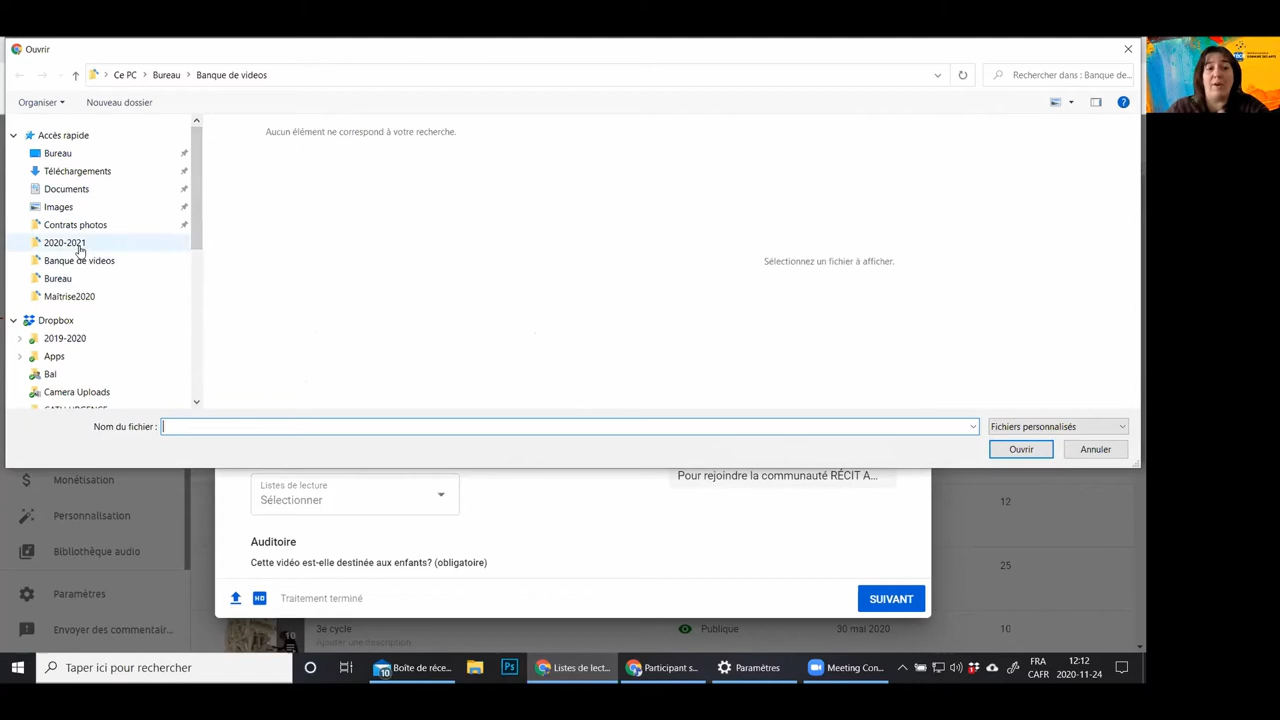 Ouvrir
Ce PC > Bureau > Banque de videos
Rechercher dans : Banque de...
Organiser
Nouveau dossier
Accès rapide
Bureau
Téléchargements
Documents
Images
Contrats photos
2020-2021
Banque de videos
Bureau
Maîtrise2020
Dropbox
2019-2020
Apps
Bal
Camera Uploads
Aucun élément ne correspond à votre recherche.
Sélectionnez un fichier à afficher.
Nom du fichier :
Fichiers personnalisés
Ouvrir
Annuler
Monétisation
Personnalisation
Bibliothèque audio
Paramètres
Envoyer des commentair...
Pour rejoindre la communauté RÉCIT A...
Listes de lecture
Sélectionner
Auditoire
Cette vidéo est-elle destinée aux enfants? (obligatoire)
HD
Traitement terminé
SUIVANT
12
25
10
3e cycle
Publique
30 mai 2020
10
Ajouter une description
Taper ici pour rechercher
10
Boîte de réce...
Ps
Listes de lect...
Participant s...
Paramètres
Meeting Con...
FRA
CAFR
12:12
2020-11-24